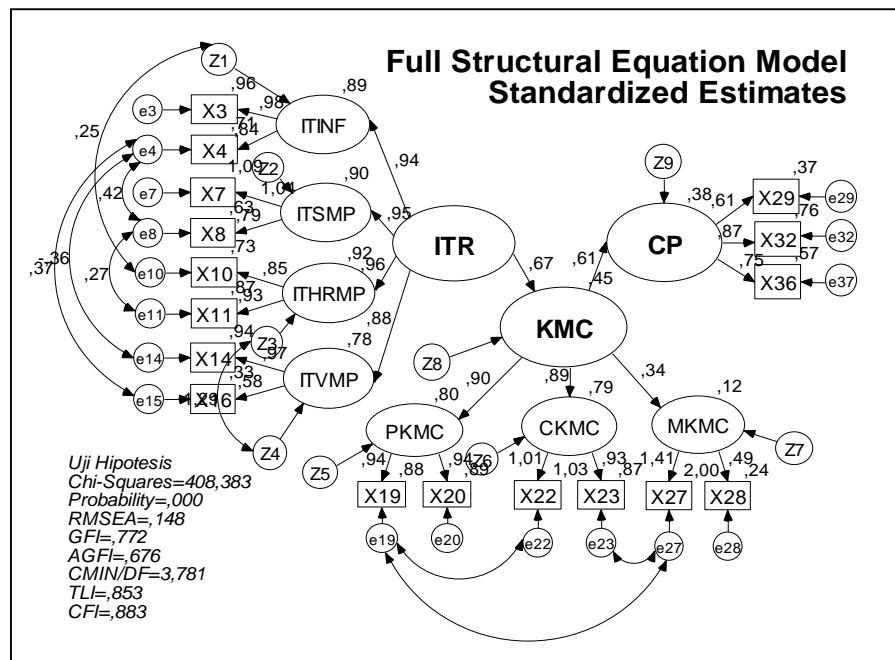 Full Structural Equation Model
Standardized Estimates
Z1
,96
,89
e3
X3
,98
ITINF
,71
,84
e4
X4
,25
,94
1,09
Z2
,90
Z9
,37
e7
X7
1,04
,42
,38
,61
X29
e29
,63
,79
ITSMP
,95
,76
e8
X8
ITR
CP
,87
X32
e32
,73
,92
,57
-,36
,37
,27
e10
X10
,85
,96
,67
,61
,45
,75
X36
e37
,87
,93
ITHRMP
e11
X11
,88
KMC
,94
Z3
,78
e14
X14
,97
Z8
,34
,33
,58
ITVMP
,90
,89
,79
,12
e15
X16
,80
PKMC
CKMC
MKMC
Z4
Z5
Z6
Z7
Uji Hipotesis
Chi-Squares=408,383
Probability=,000
RMSEA=,148
GFI=,772
AGFI=,676
CMIN/DF=3,781
TLI=,853
CFI=,883
,94
,88
,94
,89
1,01
1,03
,93
,87
1,41
2,00
,49
,24
X19
X20
X22
X23
X27
X28
e19
e20
e22
e23
e27
e28